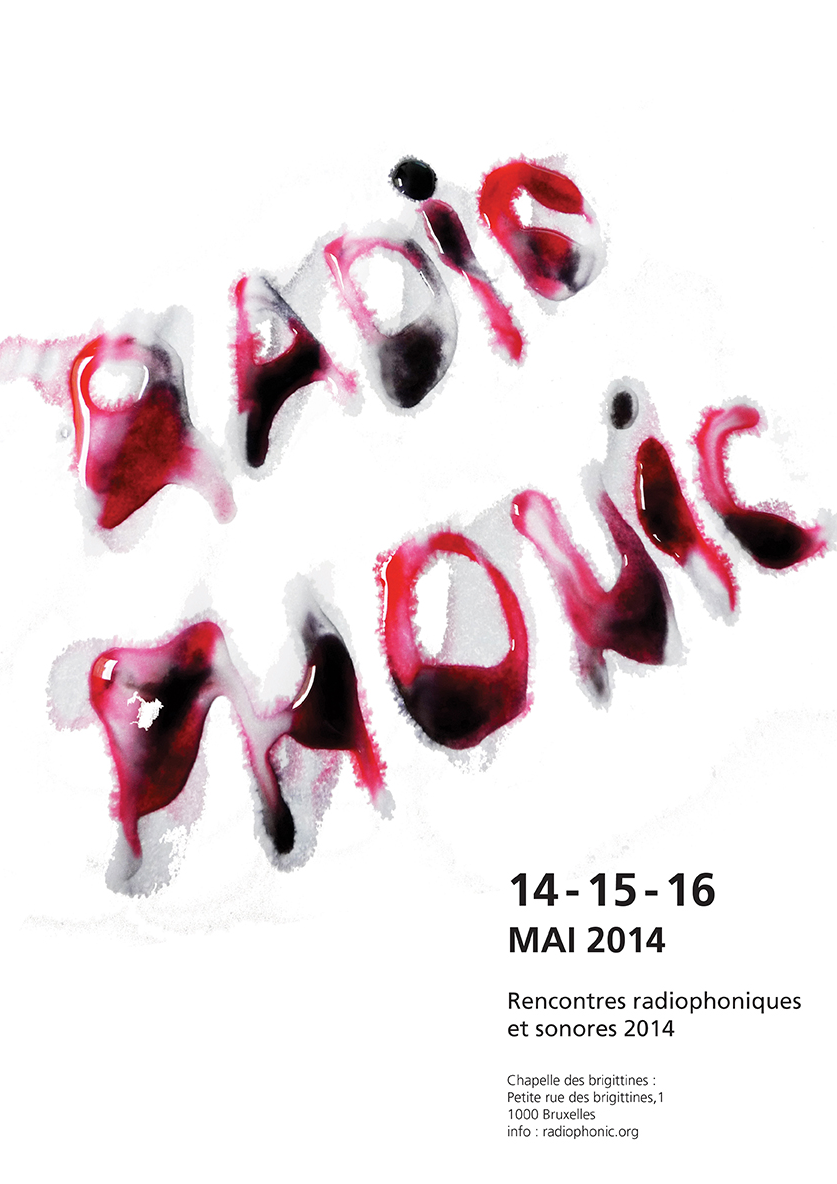 RADiO
PHONiC
14 - 15 - 16
MAI 2014
Rencontres radiophoniques
et sonores 2014
Chapelle des brigittines :
Petite rue des brigittines,1
1000 Bruxelles
info : radiophonic.org